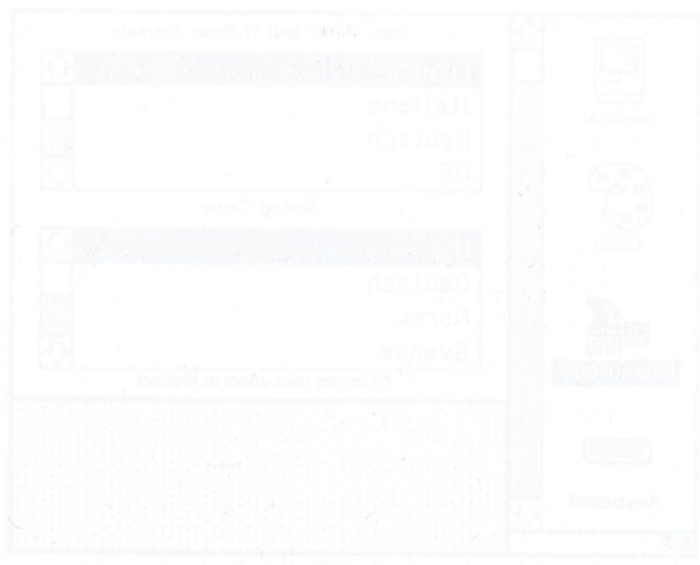 Time, Date, and Number Formats
Deutsch
US
Sorting Order
Deutsch
Norsk
Svensk
Changes take effect at restart
General
Color
International
Keyboard